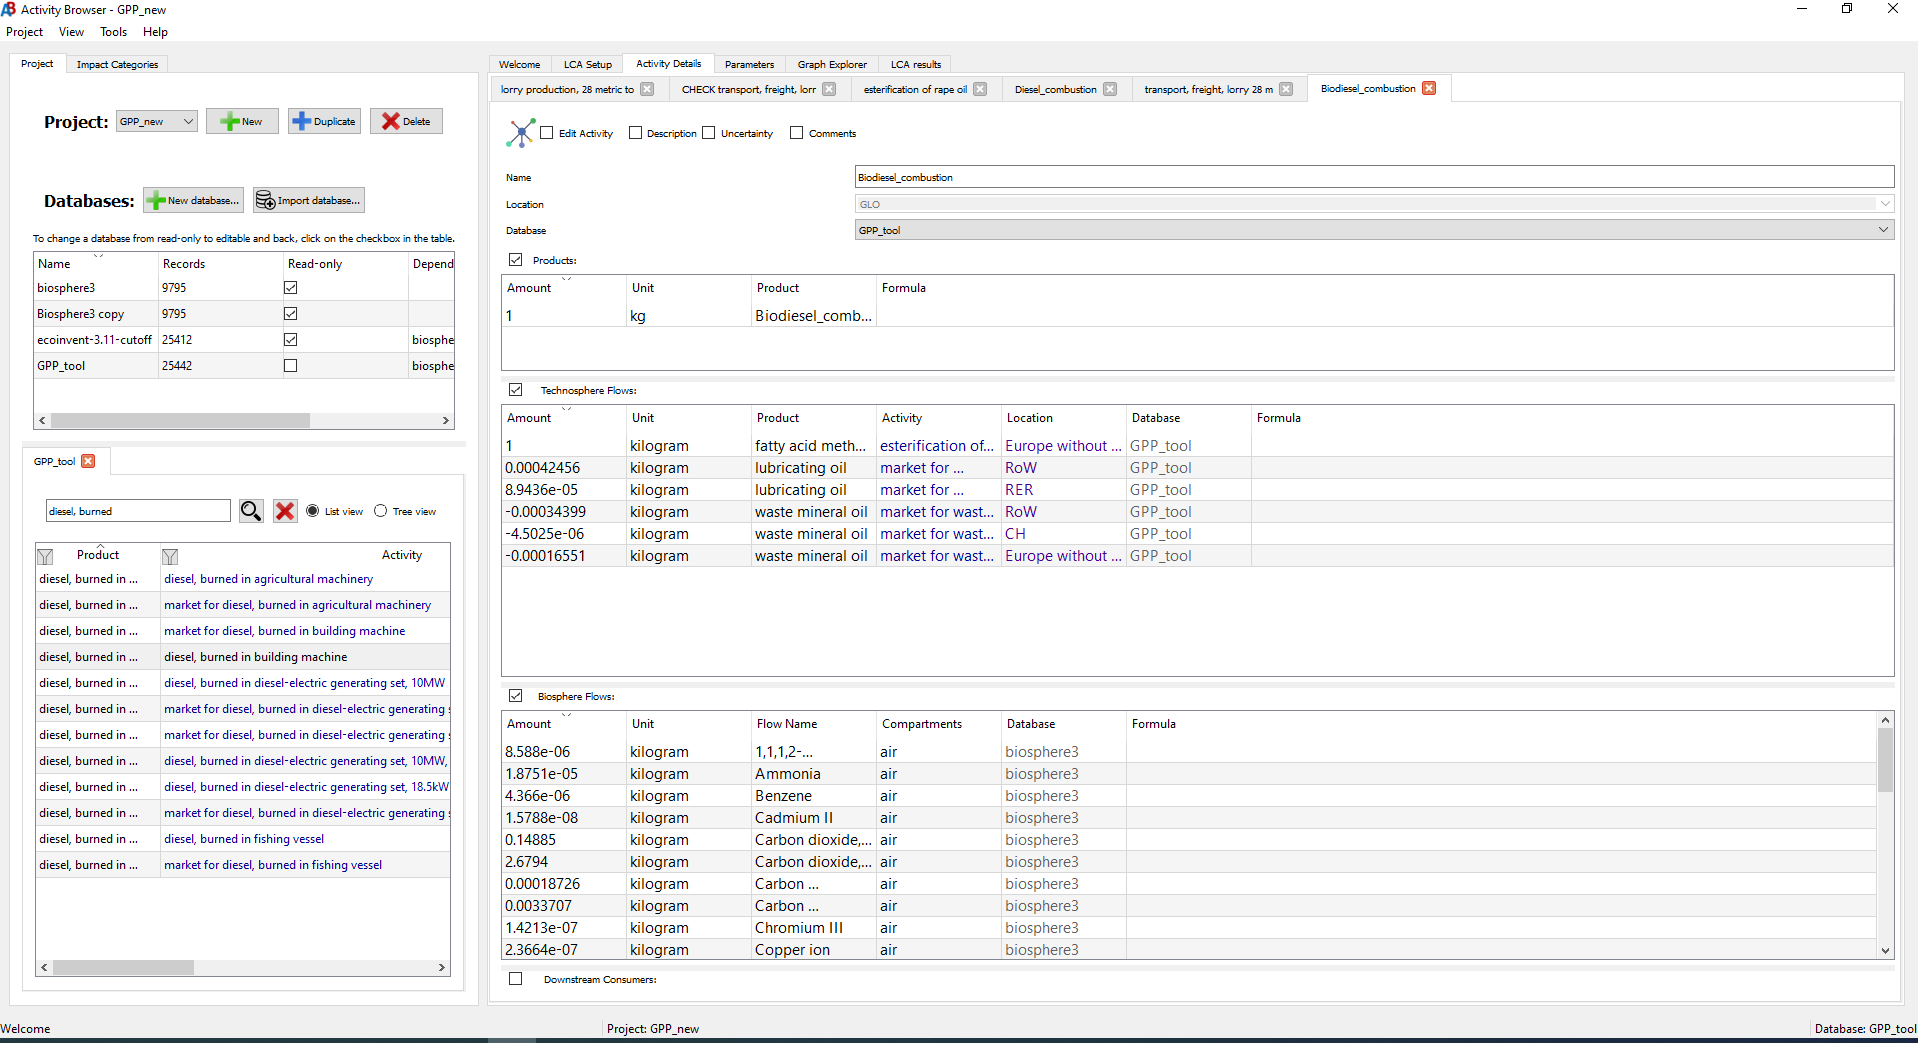 Activity Browser - GPP_new
Project View Tools Help
Project Impact Categories
Project: GPP_new New Duplicate Delete
Databases: New database... Import database...
To change a database from read-only to editable and back, click on the checkbox in the table.
Name Records Read-only Depend
biosphere3 9795
Biosphere3 copy 9795
ecoinvent-3.11-cutoff 25412 biosphe
GPP_tool 25442 biosphe
GPP_tool
diesel, burned List view Tree view
Product Activity
diesel, burned in ... diesel, burned in agricultural machinery
diesel, burned in ... market for diesel, burned in agricultural machinery
diesel, burned in ... market for diesel, burned in building machine
diesel, burned in ... diesel, burned in building machine
diesel, burned in ... diesel, burned in diesel-electric generating set, 10MW
diesel, burned in ... market for diesel, burned in diesel-electric generating s
diesel, burned in ... market for diesel, burned in diesel-electric generating s
diesel, burned in ... diesel, burned in diesel-electric generating set, 10MW,
diesel, burned in ... diesel, burned in diesel-electric generating set, 18.5kW
diesel, burned in ... market for diesel, burned in diesel-electric generating s
diesel, burned in ... diesel, burned in fishing vessel
diesel, burned in ... market for diesel, burned in fishing vessel
Welcome LCA Setup Activity Details Parameters Graph Explorer LCA results
lorry production, 28 metric to CHECK transport, freight, lorr esterification of rape oil Diesel_combustion transport, freight, lorry 28 m Biodiesel_combustion
Edit Activity Description Uncertainty Comments
Name Biodiesel_combustion
Location GLO
Database GPP_tool
Products:
Amount Unit Product Formula
1 kg Biodiesel_comb...
Technosphere Flows:
Amount Unit Product Activity Location Database Formula
1 kilogram fatty acid meth... esterification of... Europe without ... GPP_tool
0.00042456 kilogram lubricating oil market for ... RoW GPP_tool
8.9436e-05 kilogram lubricating oil market for ... RER GPP_tool
-0.00034399 kilogram waste mineral oil market for wast... RoW GPP_tool
-4.5025e-06 kilogram waste mineral oil market for wast... CH GPP_tool
-0.00016551 kilogram waste mineral oil market for wast... Europe without ... GPP_tool
Biosphere Flows:
Amount Unit Flow Name Compartments Database Formula
8.588e-06 kilogram 1,1,1,2-... air biosphere3
1.8751e-05 kilogram Ammonia air biosphere3
4.366e-06 kilogram Benzene air biosphere3
1.5788e-08 kilogram Cadmium II air biosphere3
0.14885 kilogram Carbon dioxide,... air biosphere3
2.6794 kilogram Carbon dioxide,... air biosphere3
0.00018726 kilogram Carbon ... air biosphere3
0.0033707 kilogram Carbon ... air biosphere3
1.4213e-07 kilogram Chromium III air biosphere3
2.3664e-07 kilogram Copper ion air biosphere3
Downstream Consumers:
Welcome Project: GPP_new Database: GPP_tool